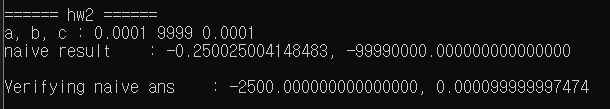 ====== hw2 ======
a, b, c : 0.0001 9999 0.0001
naive result : -0.250025004148483, -99990000.000000000000000
Verifying naive ans : -2500.000000000000000, 0.000099999997474